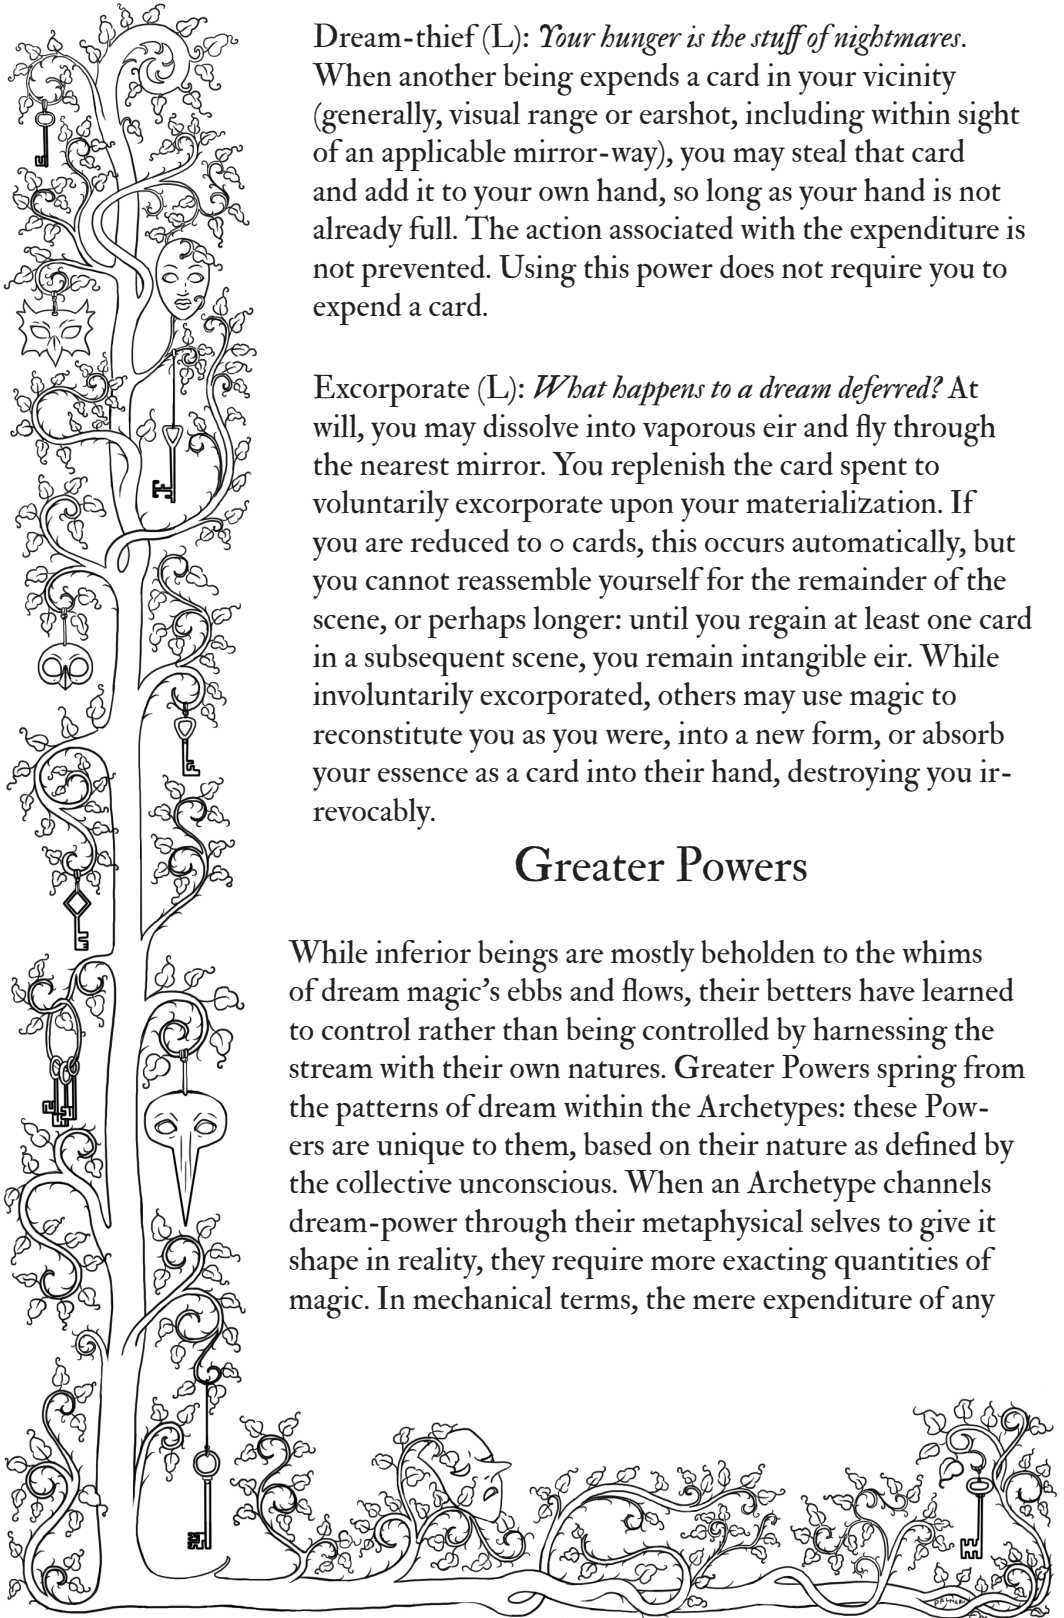 Dream-thief (L): Your hunger is the stuff of nightmares.
When another being expends a card in your vicinity
(generally, visual range or earshot, including within sight
of an applicable mirror-way), you may steal that card
and add it to your own hand, so long as your hand is not
already full. The action associated with the expenditure is
not prevented. Using this power does not require you to
expend a card.
Excorporate (L): What happens to a dream deferred? At
will, you may dissolve into vaporous eir and fly through
the nearest mirror. You replenish the card spent to
voluntarily excorporate upon your materialization. If
you are reduced to 0 cards, this occurs automatically, but
you cannot reassemble yourself for the remainder of the
scene, or perhaps longer: until you regain at least one card
in a subsequent scene, you remain intangible eir. While
involuntarily excorporated, others may use magic to
reconstitute you as you were, into a new form, or absorb
your essence as a card into their hand, destroying you ir-
revocably.
Greater Powers
While inferior beings are mostly beholden to the whims
of dream magic’s ebbs and flows, their betters have learned
to control rather than being controlled by harnessing the
stream with their own natures. Greater Powers spring from
the patterns of dream within the Archetypes: these Pow-
ers are unique to them, based on their nature as defined by
the collective unconscious. When an Archetype channels
dream-power through their metaphysical selves to give it
shape in reality, they require more exacting quantities of
magic. In mechanical terms, the mere expenditure of any